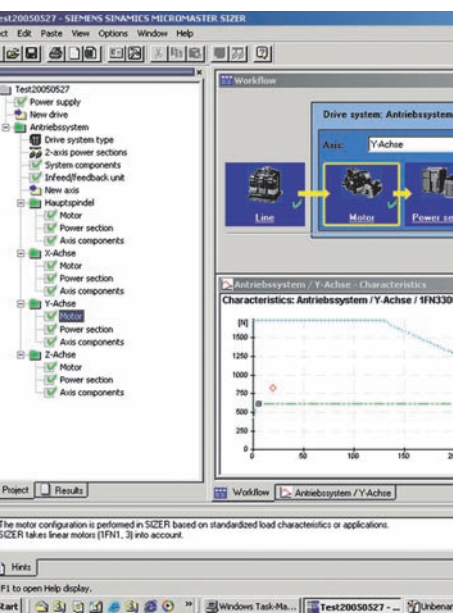 Test20050527 - SIEMENS SINAMICS MICROMASTER SIZER
Edit Paste View Options Window Help
Test20050527
Power supply
New drive
Antriebssystem
Drive system type
2-axis power sections
System components
Infeed/feedback unit
New axis
Hauptspindel
Motor
Power section
Axis components
X-Achse
Motor
Power section
Axis components
Y-Achse
Motor
Power section
Axis components
Z-Achse
Motor
Power section
Axis components
Project Results
Workflow
Drive system: Antriebssystem
Axis: Y-Achse
Line Motor Power se
Antriebssystem / Y-Achse - Characteristics
Characteristics: Antriebssystem / Y-Achse / 1FN3300
[N]
1500
1250
1000
750
500
250
0
0 50 100 150
Workflow Antriebssystem / Y-Achse
The motor configuration is performed in SIZER based on standardized load characteristics or applications.
SIZER takes linear motors (1FN1, 3) into account.
Hints
F1 to open Help display.
tart Windows Task-Ma... Test20050527 - ... Unbenan